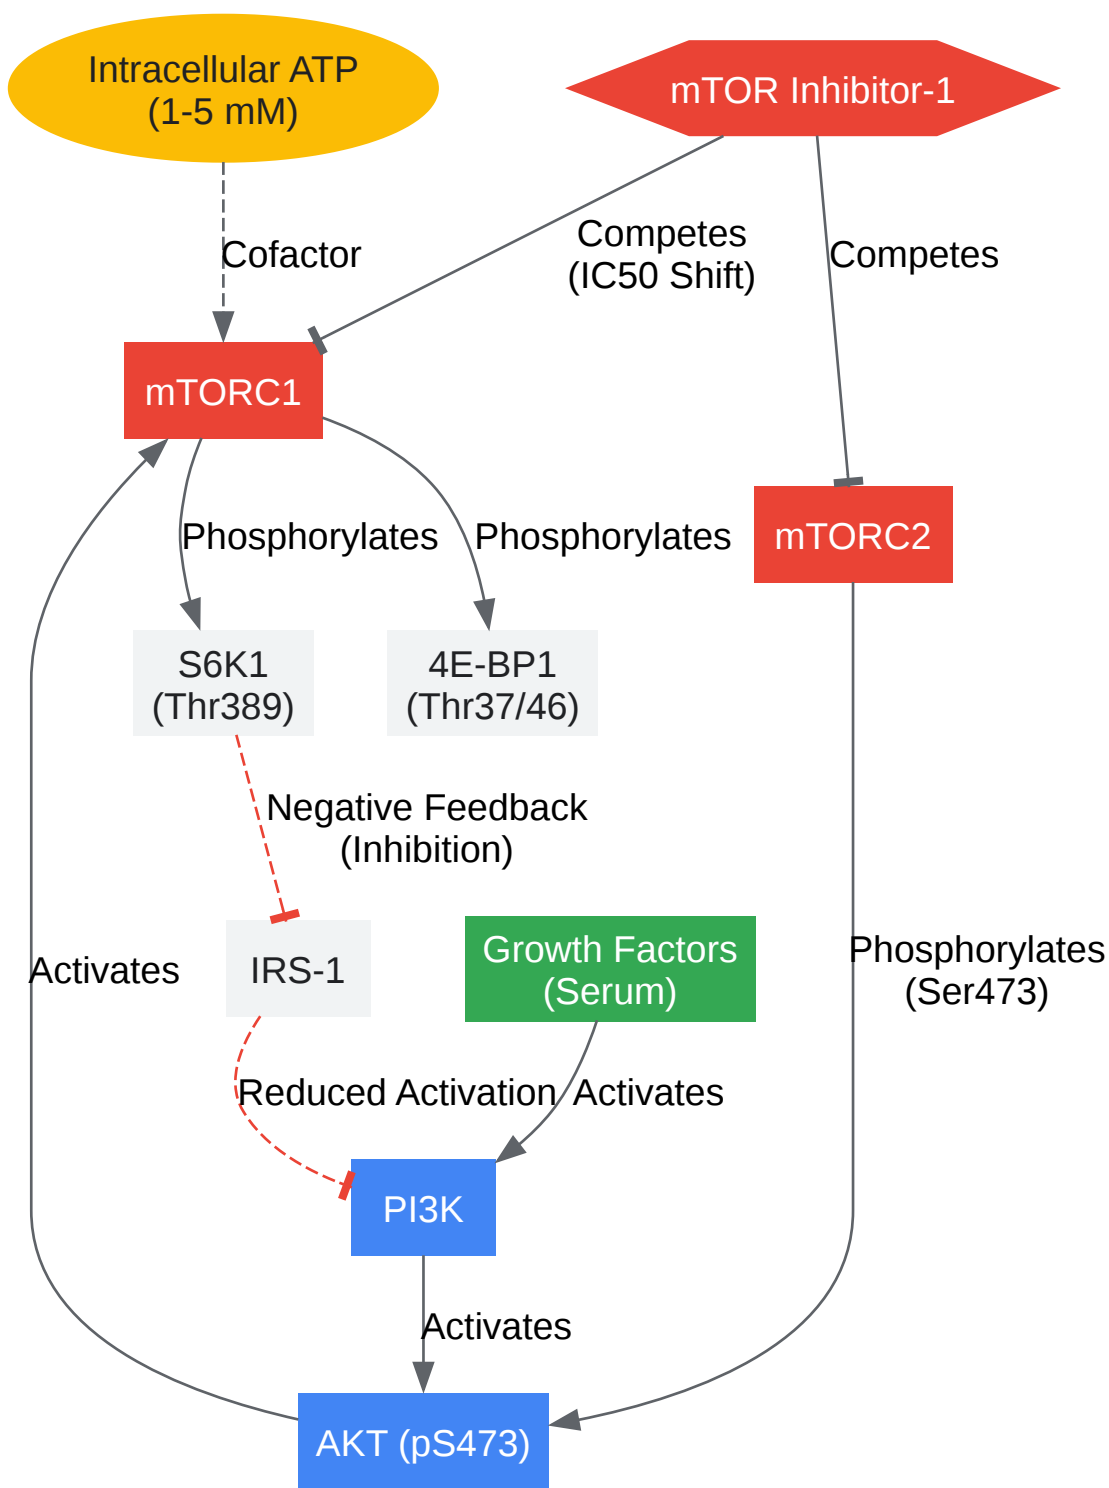 Intracellular ATP
(1-5 mM)
mTOR Inhibitor-1
Cofactor
Competes
(IC50 Shift)
Competes
mTORC1
mTORC2
Phosphorylates
Phosphorylates
S6K1
(Thr389)
4E-BP1
(Thr37/46)
Negative Feedback
(Inhibition)
Activates
IRS-1
Growth Factors
(Serum)
Phosphorylates
(Ser473)
Reduced Activation
Activates
PI3K
Activates
AKT (pS473)